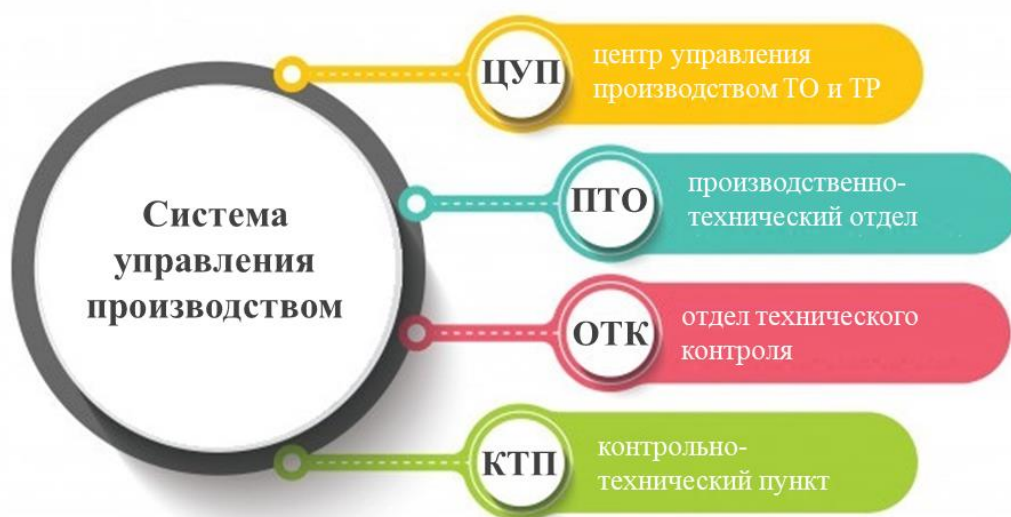 Система
управления
производством
ЦУП
центр управления
производством ТО и ТР
ПТО
производственно-
технический отдел
ОТК
отдел технического
контроля
КТП
контрольно-
технический пункт